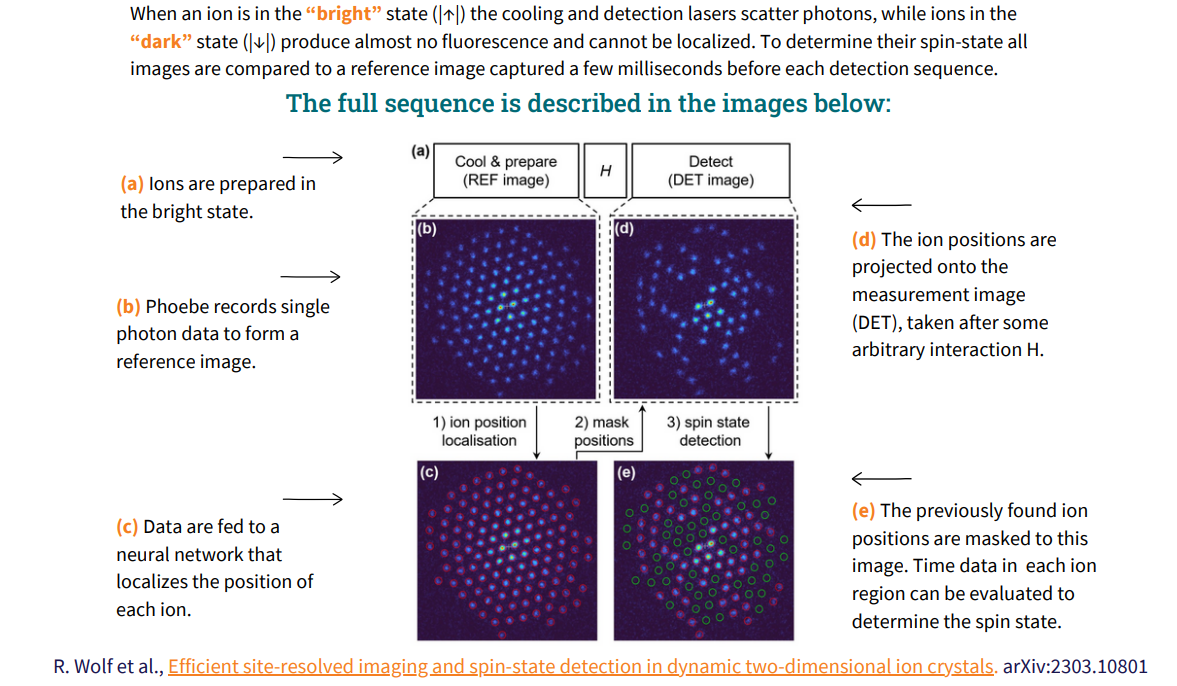 When an ion is in the “bright” state (|↑|) the cooling and detection lasers scatter photons, while ions in the
“dark” state (|↓|) produce almost no fluorescence and cannot be localized. To determine their spin-state all
images are compared to a reference image captured a few milliseconds before each detection sequence.
The full sequence is described in the images below:
(a) Ions are prepared in
the bright state.
(b) Phoebe records single
photon data to form a
reference image.
(c) Data are fed to a
neural network that
localizes the position of
each ion.
(a)
Cool & prepare
(REF image)
H
Detect
(DET image)
(b)
(d)
1) ion position
localisation
2) mask
positions
3) spin state
detection
(c)
(e)
(d) The ion positions are
projected onto the
measurement image
(DET), taken after some
arbitrary interaction H.
(e) The previously found ion
positions are masked to this
image. Time data in each ion
region can be evaluated to
determine the spin state.
R. Wolf et al., Efficient site-resolved imaging and spin-state detection in dynamic two-dimensional ion crystals. arXiv:2303.10801